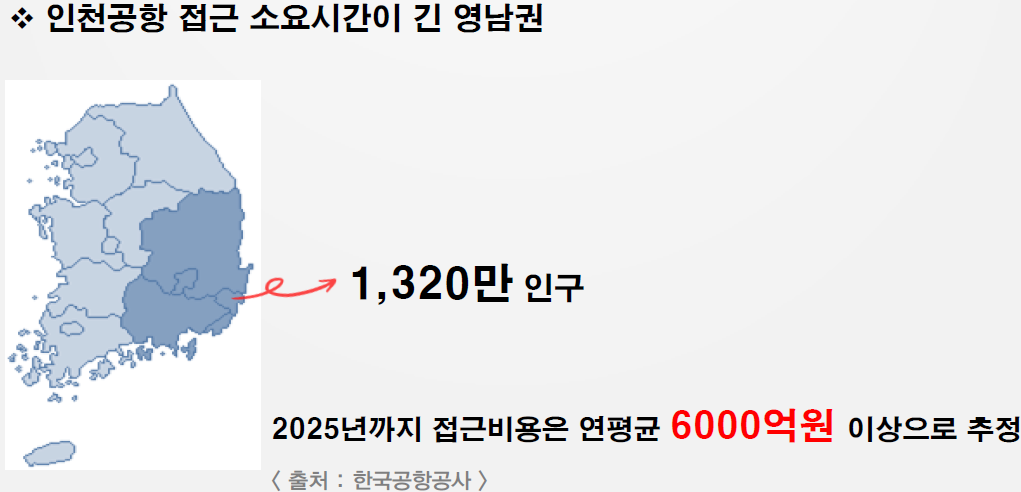 ❖ 인천공항 접근 소요시간이 긴 영남권
1,320만 인구
2025년까지 접근비용은 연평균 6000억원 이상으로 추정
< 출처 : 한국공항공사 >